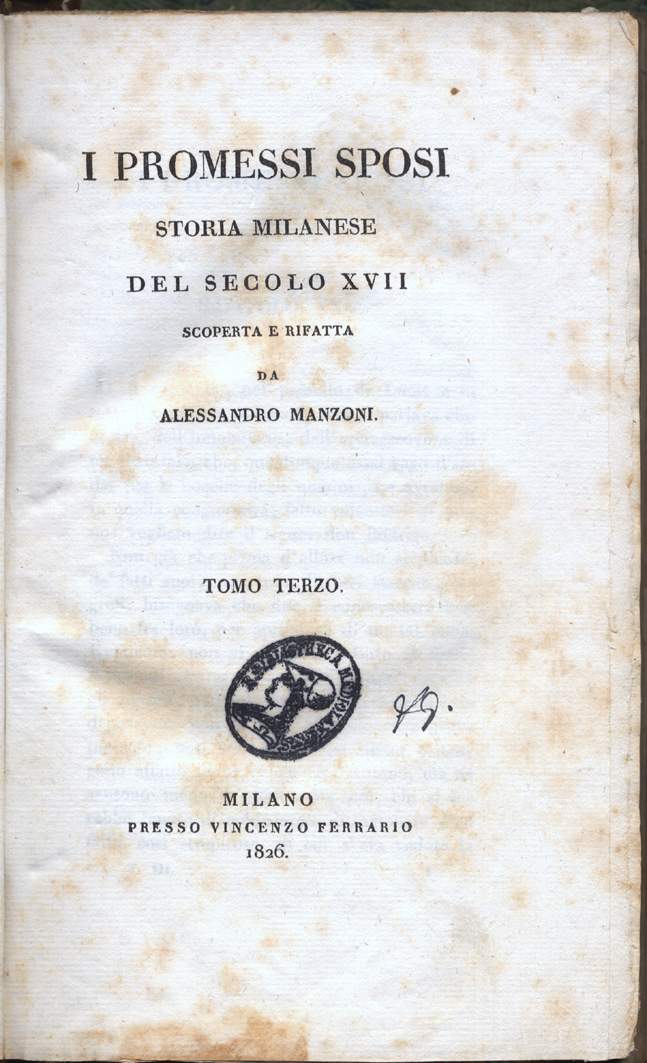 I PROMESSI SPOSI
STORIA MILANESE
DEL SECOLO XVII
SCOPERTA E RIFATTA
DA
ALESSANDRO MANZONI.
TOMO TERZO.
MILANO
PRESSO VINCENZO FERRARIO
1826.